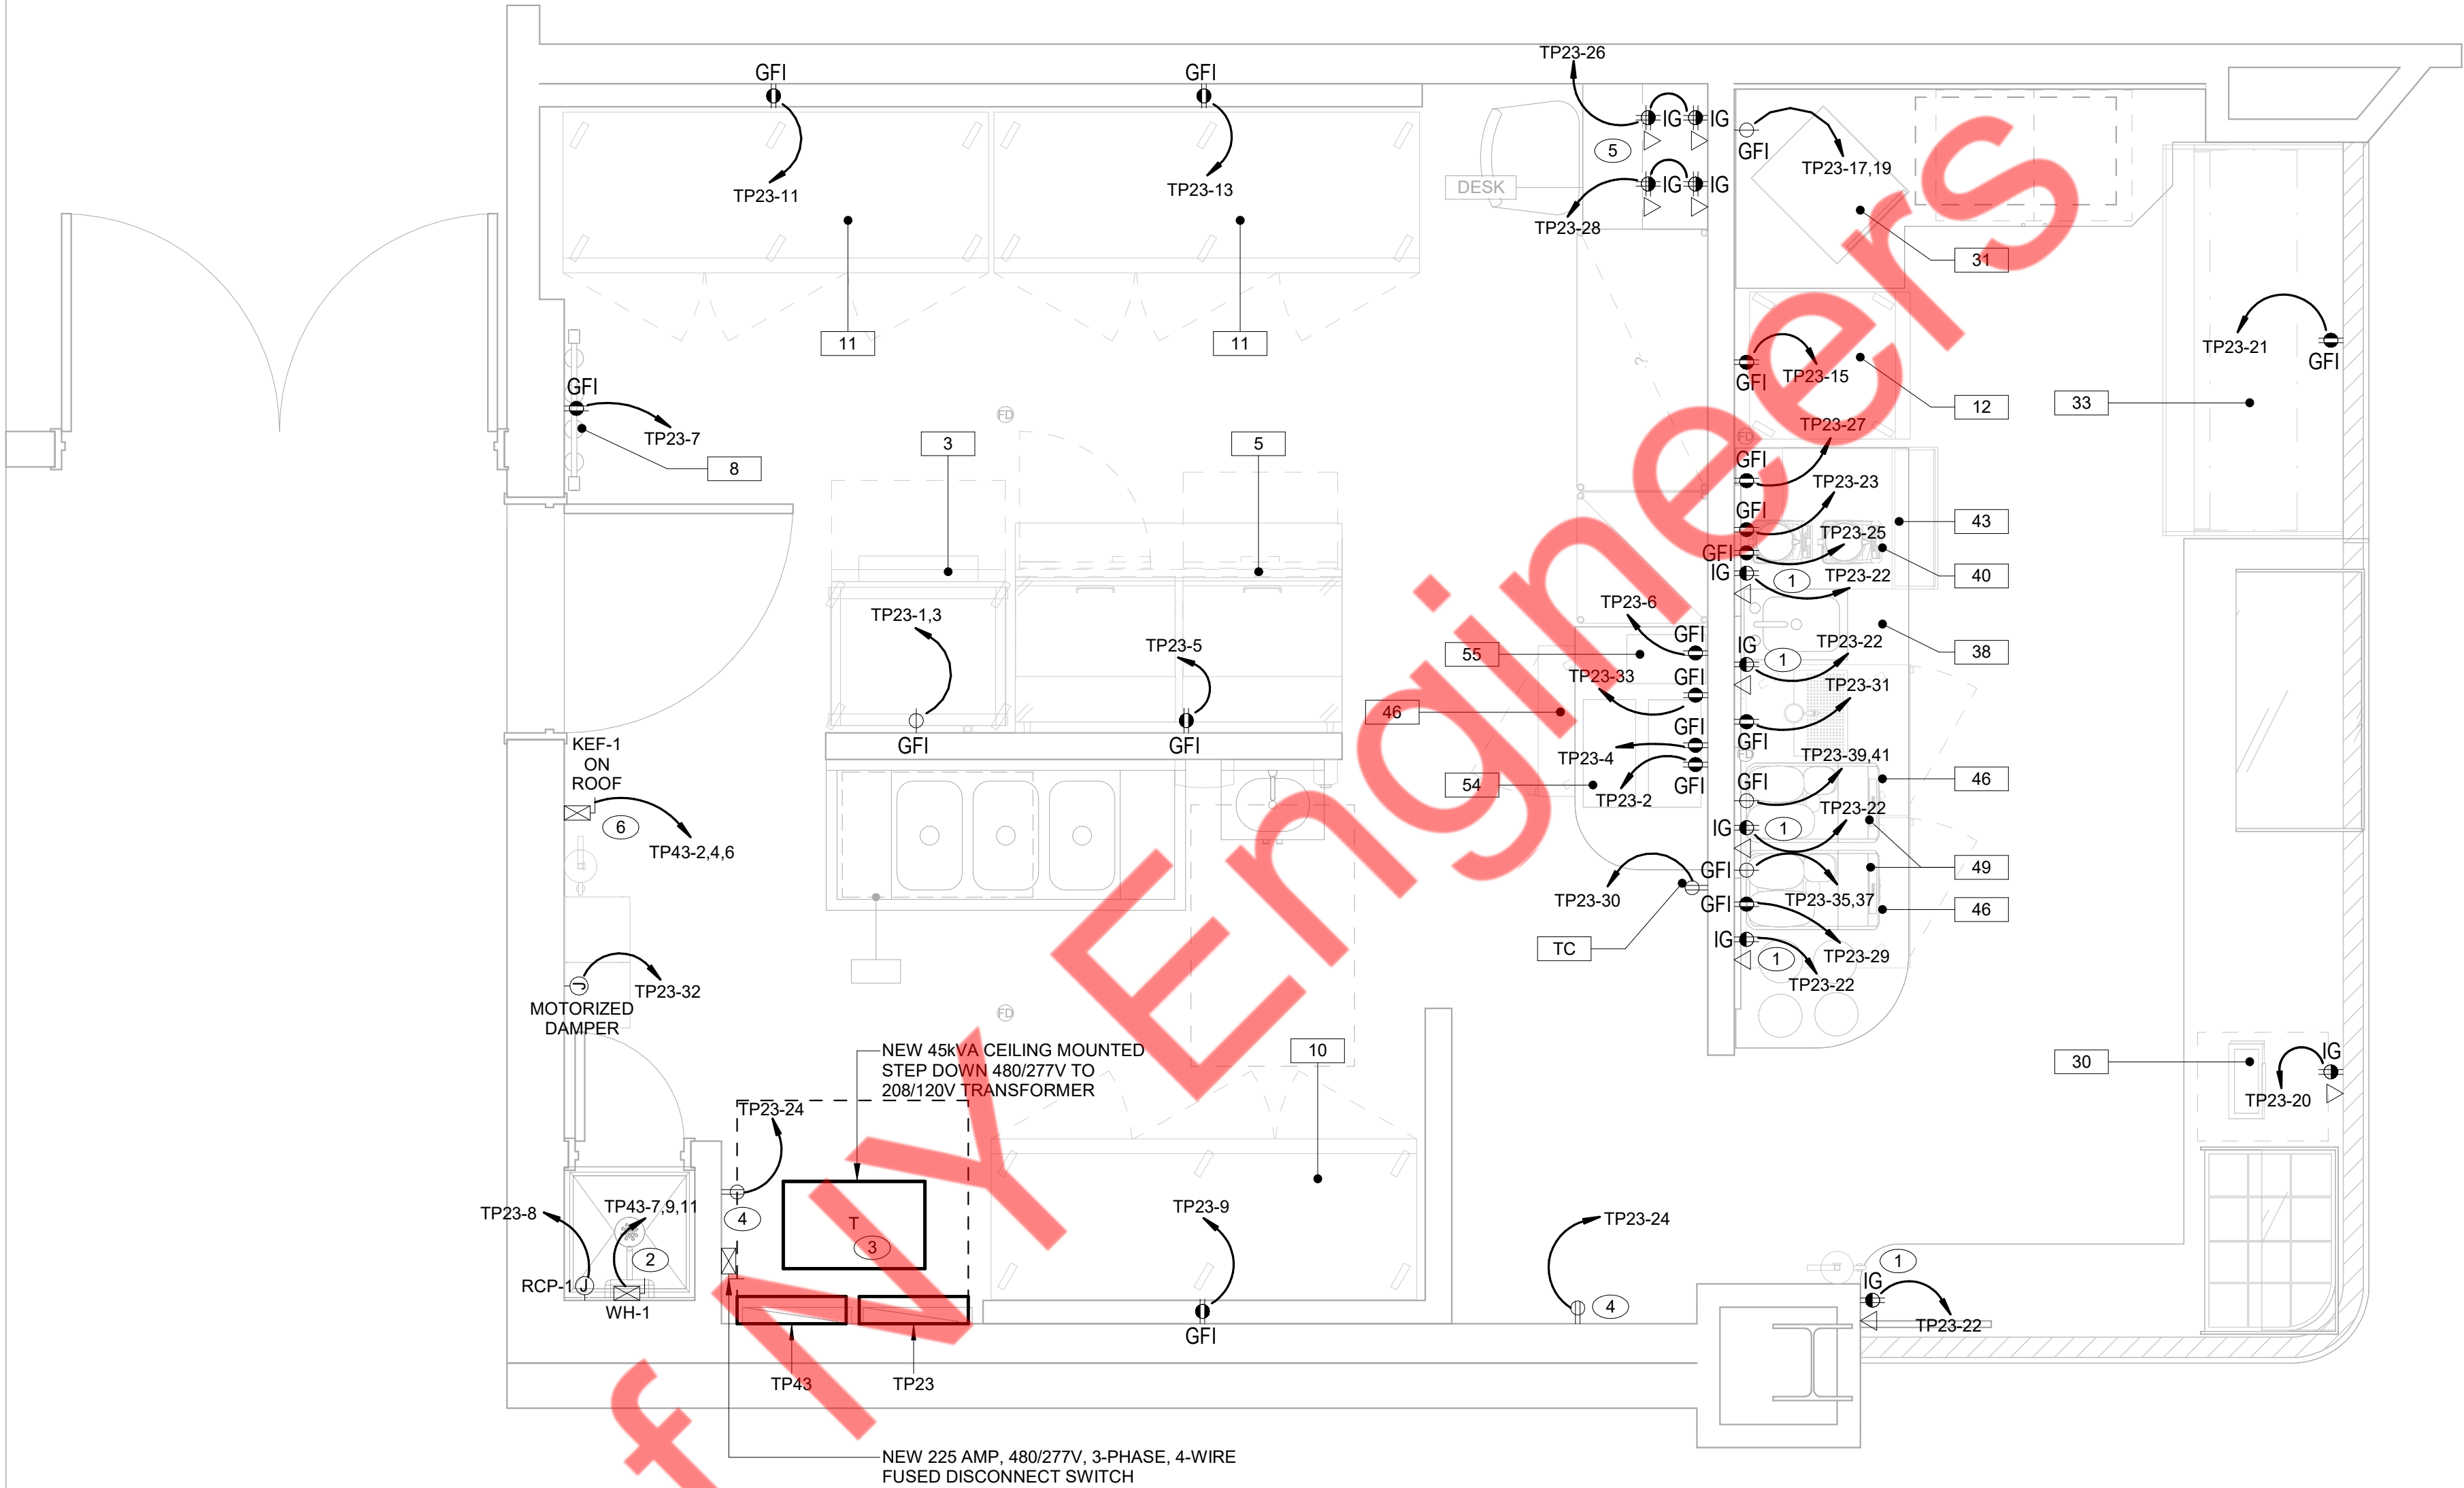 TP23-26
GFI
GFI
IG
IG
GFI
TP23-17,19
5
TP23-11
TP23-13
DESK
IG
IG
TP23-28
31
11
11
TP23-21
GFI
TP23-15
GFI
GFI
TP23-7
8
12
33
FD
3
5
FD
TP23-27
GFI
TP23-23
GFI
43
TP23-25
GFI
IG
1
TP23-22
40
TP23-1,3
TP23-5
TP23-6
GFI
55
IG
1
TP23-22
38
TP23-33
GFI
TP23-31
46
GFI
GFI
GFI
GFI
KEF-1
ON
ROOF
TP23-4
FD
TP23-39,41
54
GFI
GFI
46
TP23-2
TP23-22
6
IG
1
TP43-2,4,6
GFI
49
TP23-30
TP23-35,37
GFI
46
TC
IG
1
TP23-29
TP23-22
J
TP23-32
MOTORIZED
DAMPER
FD
NEW 45kVA CEILING MOUNTED
STEP DOWN 480/277V TO
208/120V TRANSFORMER
10
30
IG
TP23-20
TP23-24
TP23-8
TP43-7,9,11
4
T
3
TP23-9
TP23-24
2
RCP-1
J
WH-1
GFI
4
1
IG
TP23-22
TP43
TP23
NEW 225 AMP, 480/277V, 3-PHASE, 4-WIRE
FUSED DISCONNECT SWITCH
f NY Engineers